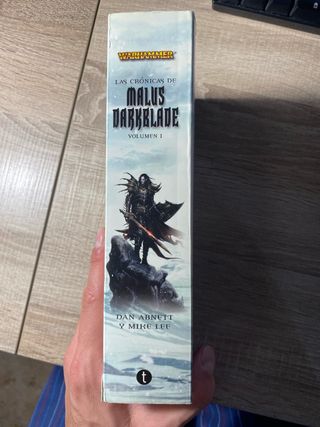 WARHAMMER
LAS CRÓNICAS DE
MALUS
DARKBLADE
VOLUMEN I
DAN ABNETT
Y MIKE LEE
t